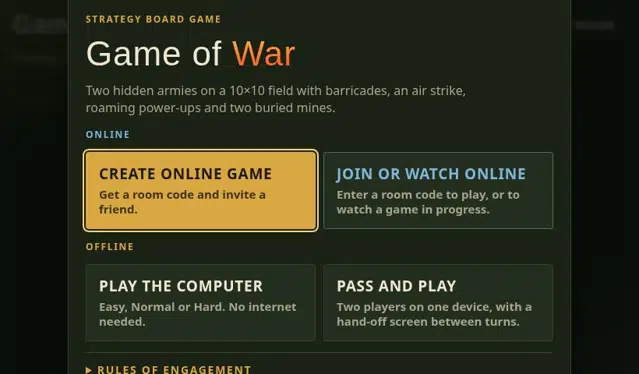 STRATEGY BOARD GAME
Game of War
Two hidden armies on a 10×10 field with barricades, an air strike,
roaming power-ups and two buried mines.
ONLINE
CREATE ONLINE GAME
Get a room code and invite a
friend.
JOIN OR WATCH ONLINE
Enter a room code to play, or to
watch a game in progress.
OFFLINE
PLAY THE COMPUTER
Easy, Normal or Hard. No internet
needed.
PASS AND PLAY
Two players on one device, with a
hand-off screen between turns.
RULES OF ENGAGEMENT